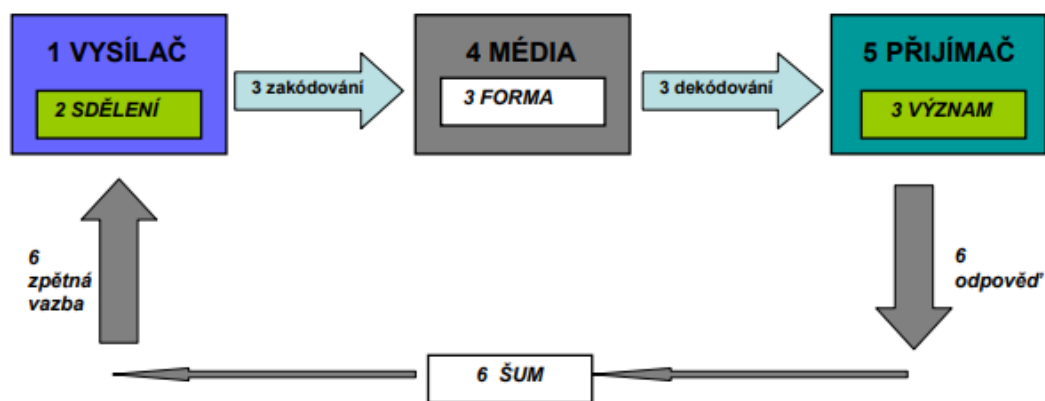 1 VYSÍLAČ
2 SDĚLENÍ
3 zakódování
4 MÉDIA
3 FORMA
3 dekódování
5 PŘIJÍMAČ
3 VÝZNAM
6
zpětná
vazba
6
odpověď
6 ŠUM